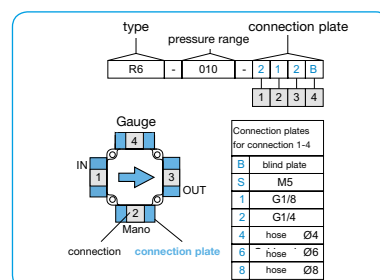 type connection plate
pressure range
R6 - 010 - 2 1 2 B
1 2 3 4
Gauge
4
IN
1
3
OUT
2
Mano
connection connection plate
Connection plates
for connection 1-4
B blind plate
S M5
1 G1/8
2 G1/4
4 hose Ø4
6 hose Ø6
8 hose Ø8